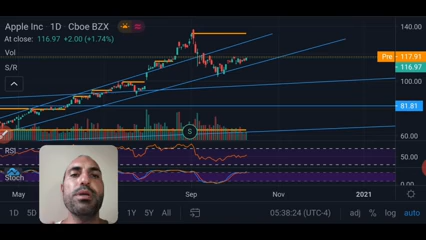 Apple Inc · 1D · Cboe BZX
At close: 116.97 +2.00 (+1.74%)
Vol
S/R
RSI
Stoch
S
140.00
Pre 117.91
116.97
81.81
60.00
50.00
0.00
May Sep Nov 2021
1D 5D 1Y 5Y All 05:38:24 (UTC-4) adj % log auto